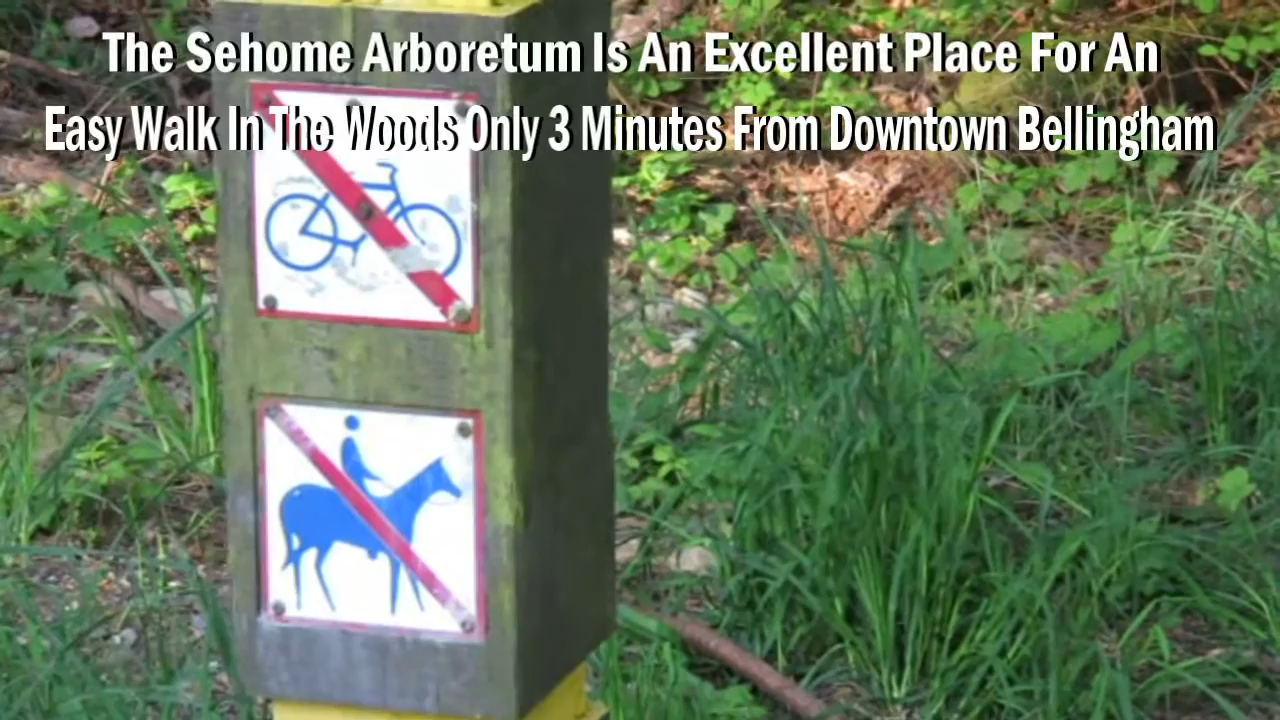 The Sehome Arboretum Is An Excellent Place For An
Easy Walk In The Woods Only 3 Minutes From Downtown Bellingham